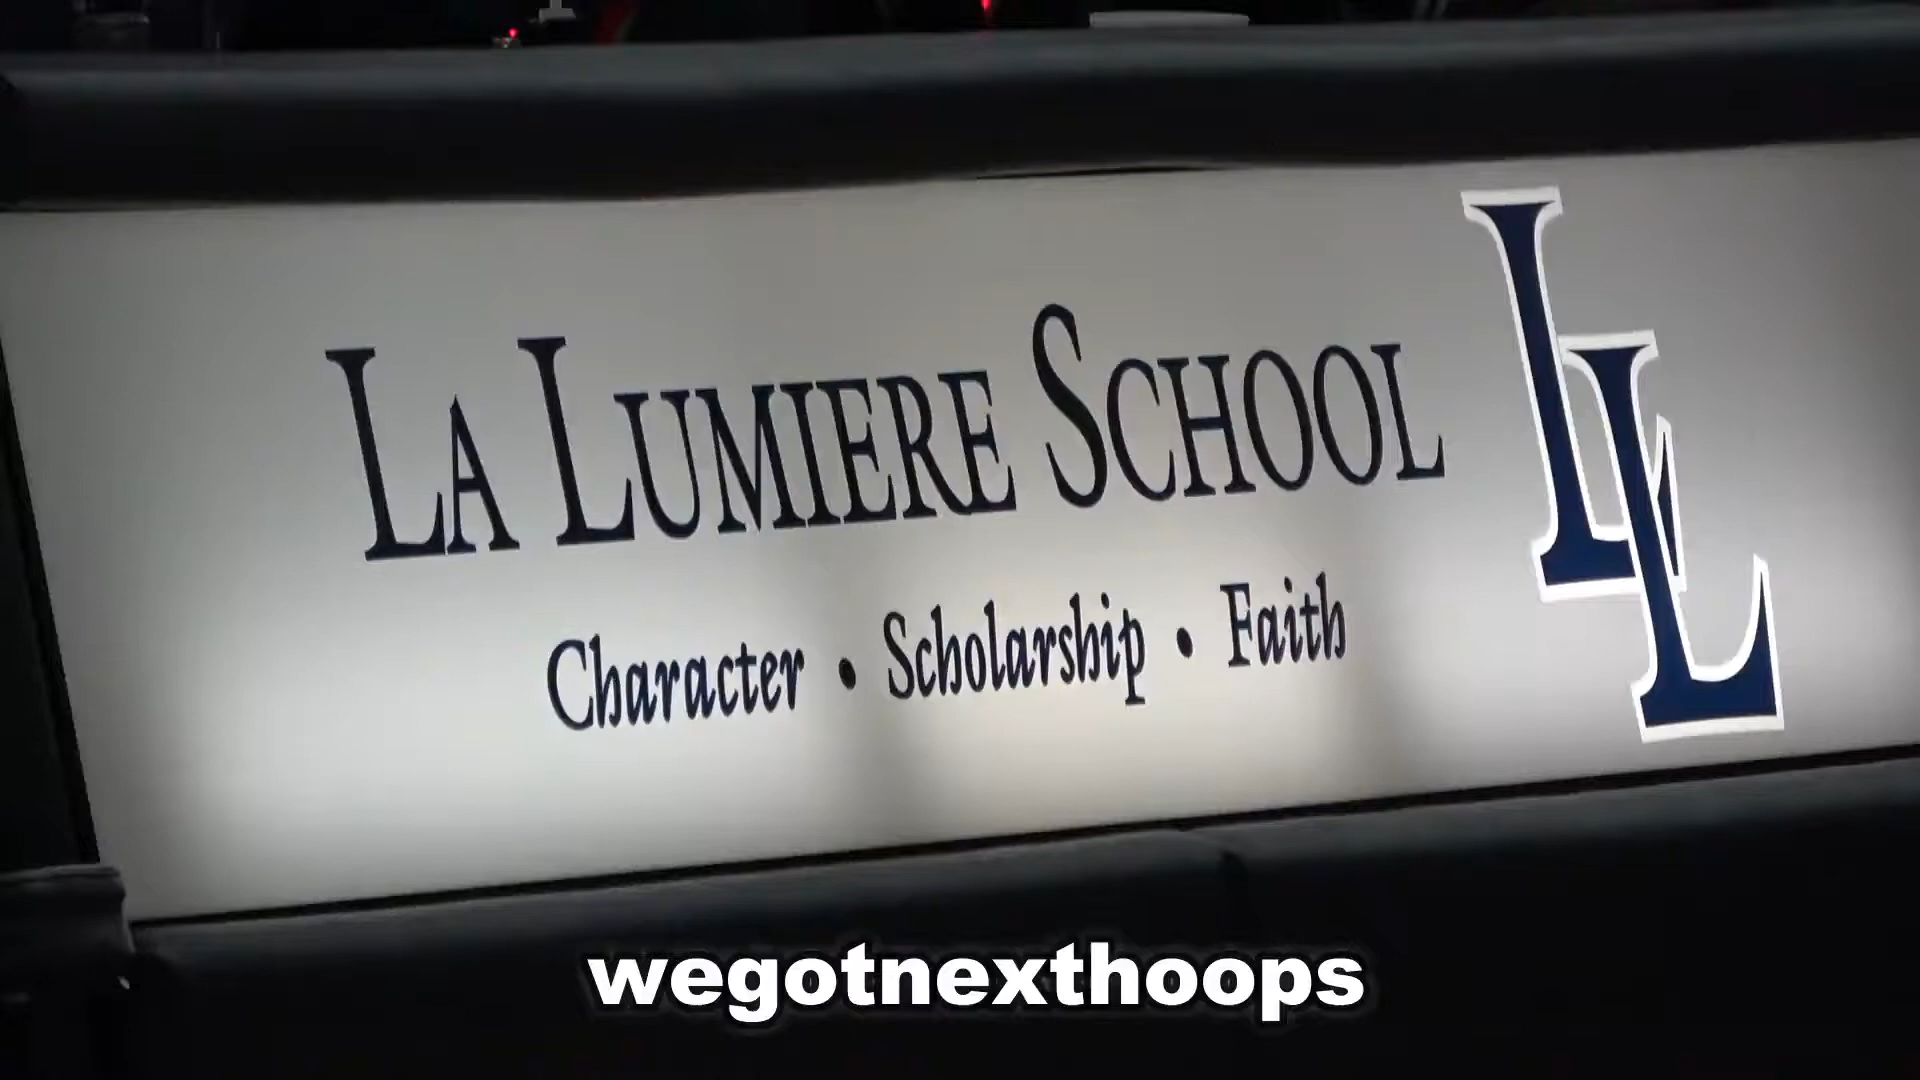 LA LUMIERE SCHOOL
Character • Scholarship • Faith
LL
wegotnexthoops